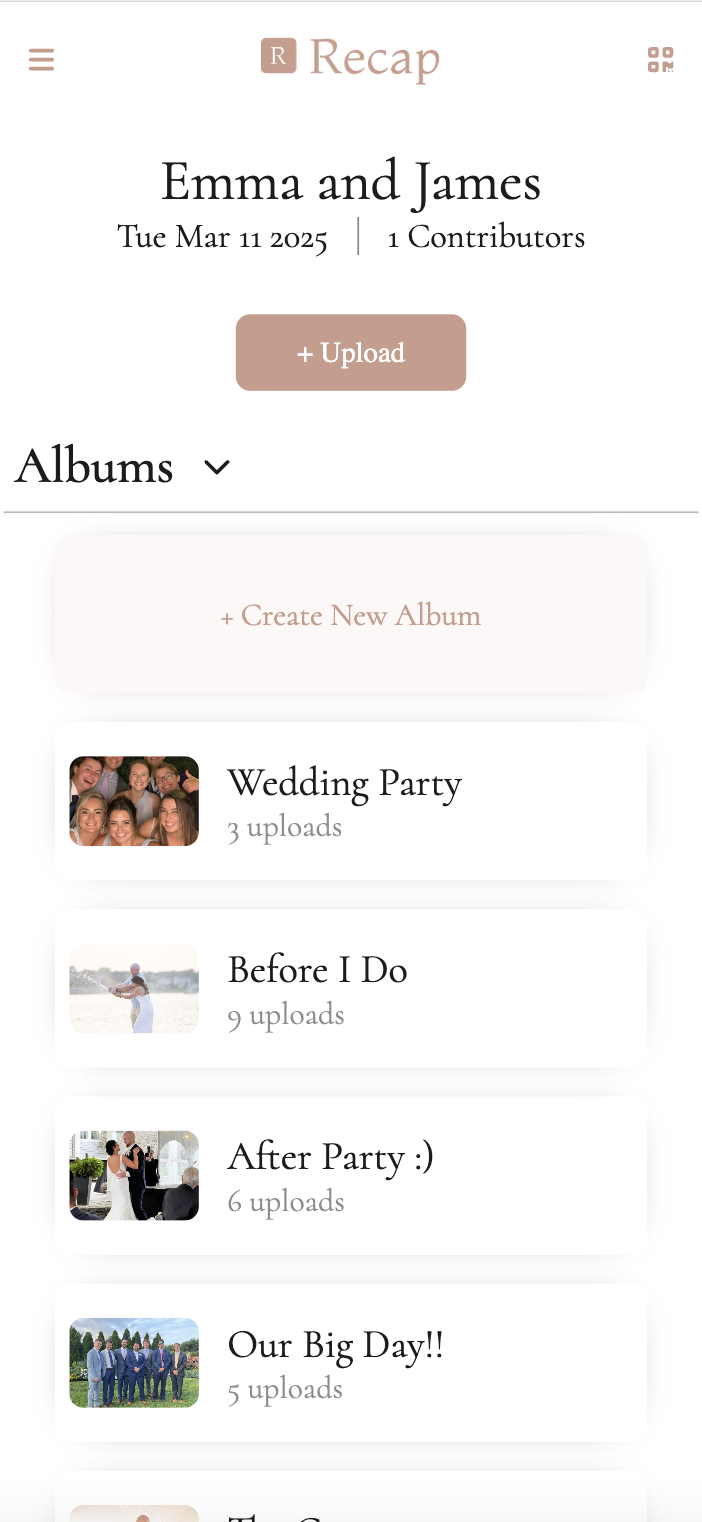 R Recap
Emma and James
Tue Mar 11 2025 | 1 Contributors
+ Upload
Albums
+ Create New Album
Wedding Party
3 uploads
Before I Do
9 uploads
After Party :)
6 uploads
Our Big Day!!
5 uploads